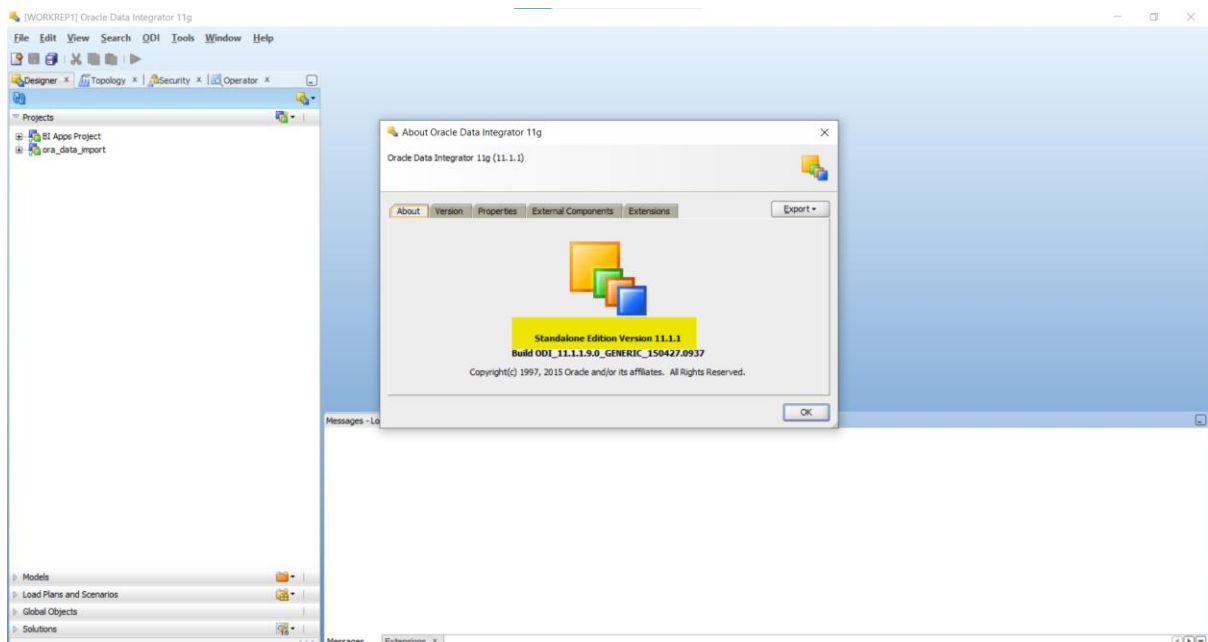 [WORKREP1] Oracle Data Integrator 11g
File Edit View Search ODI Tools Window Help
Designer Topology Security Operator
Projects
BI Apps Project
ora_data_import
About Oracle Data Integrator 11g
Oracle Data Integrator 11g (11.1.1)
About Version Properties External Components Extensions Export
Standalone Edition Version 11.1.1
Build ODI_11.1.1.9.0_GENERIC_150427.0937
Copyright(c) 1997, 2015 Oracle and/or its affiliates. All Rights Reserved.
OK
Messages - Lo
Models
Load Plans and Scenarios
Global Objects
Solutions
Messages Extensions